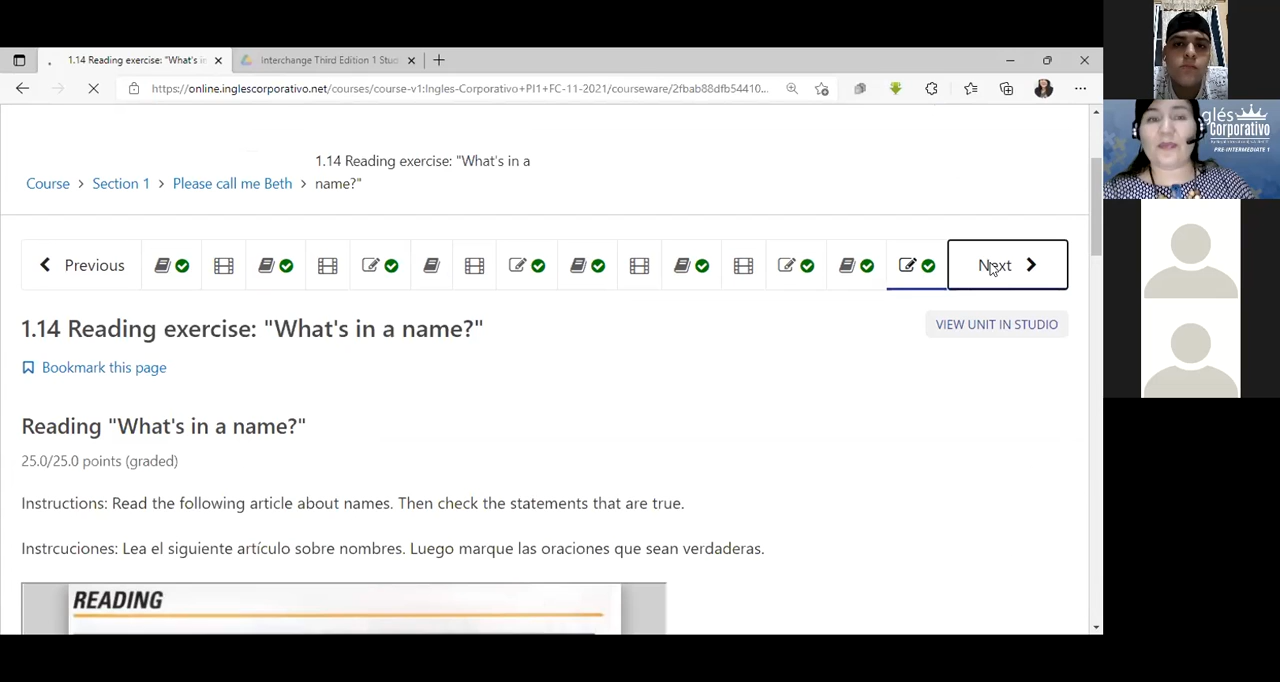 1.14 Reading exercise: "What's in
Interchange Third Edition 1 Stuc
https://online.inglescorporativo.net/courses/course-v1:Ingles-Corporativo+PI1+FC-11-2021/courseware/2fbab88dfb54410...
glés
Corporativo
PRE-INTERMEDIATE 1
Course > Section 1 > Please call me Beth > 1.14 Reading exercise: "What's in a
name?"
Previous
Next
1.14 Reading exercise: "What's in a name?"
VIEW UNIT IN STUDIO
Bookmark this page
Reading "What's in a name?"
25.0/25.0 points (graded)
Instructions: Read the following article about names. Then check the statements that are true.
Instrcuciones: Lea el siguiente artículo sobre nombres. Luego marque las oraciones que sean verdaderas.
READING